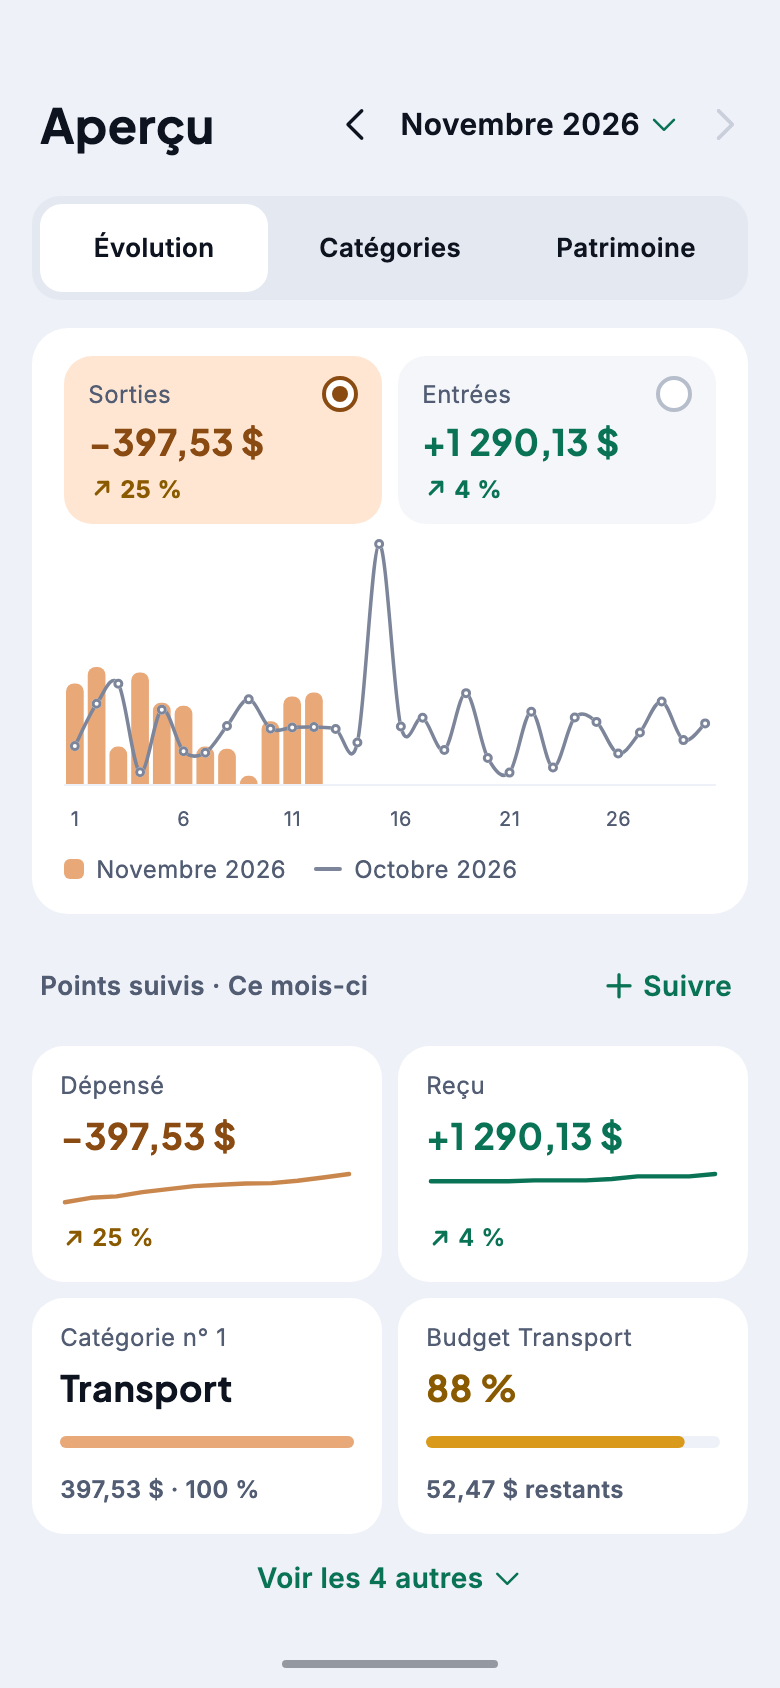 Aperçu
Novembre 2026
Évolution
Catégories
Patrimoine
Sorties
−397,53 $
25 %
Entrées
+1 290,13 $
4 %
1 6 11 16 21 26
Novembre 2026
Octobre 2026
Points suivis · Ce mois-ci
Suivre
Dépensé
−397,53 $
25 %
Reçu
+1 290,13 $
4 %
Catégorie n° 1
Transport
397,53 $ · 100 %
Budget Transport
88 %
52,47 $ restants
Voir les 4 autres